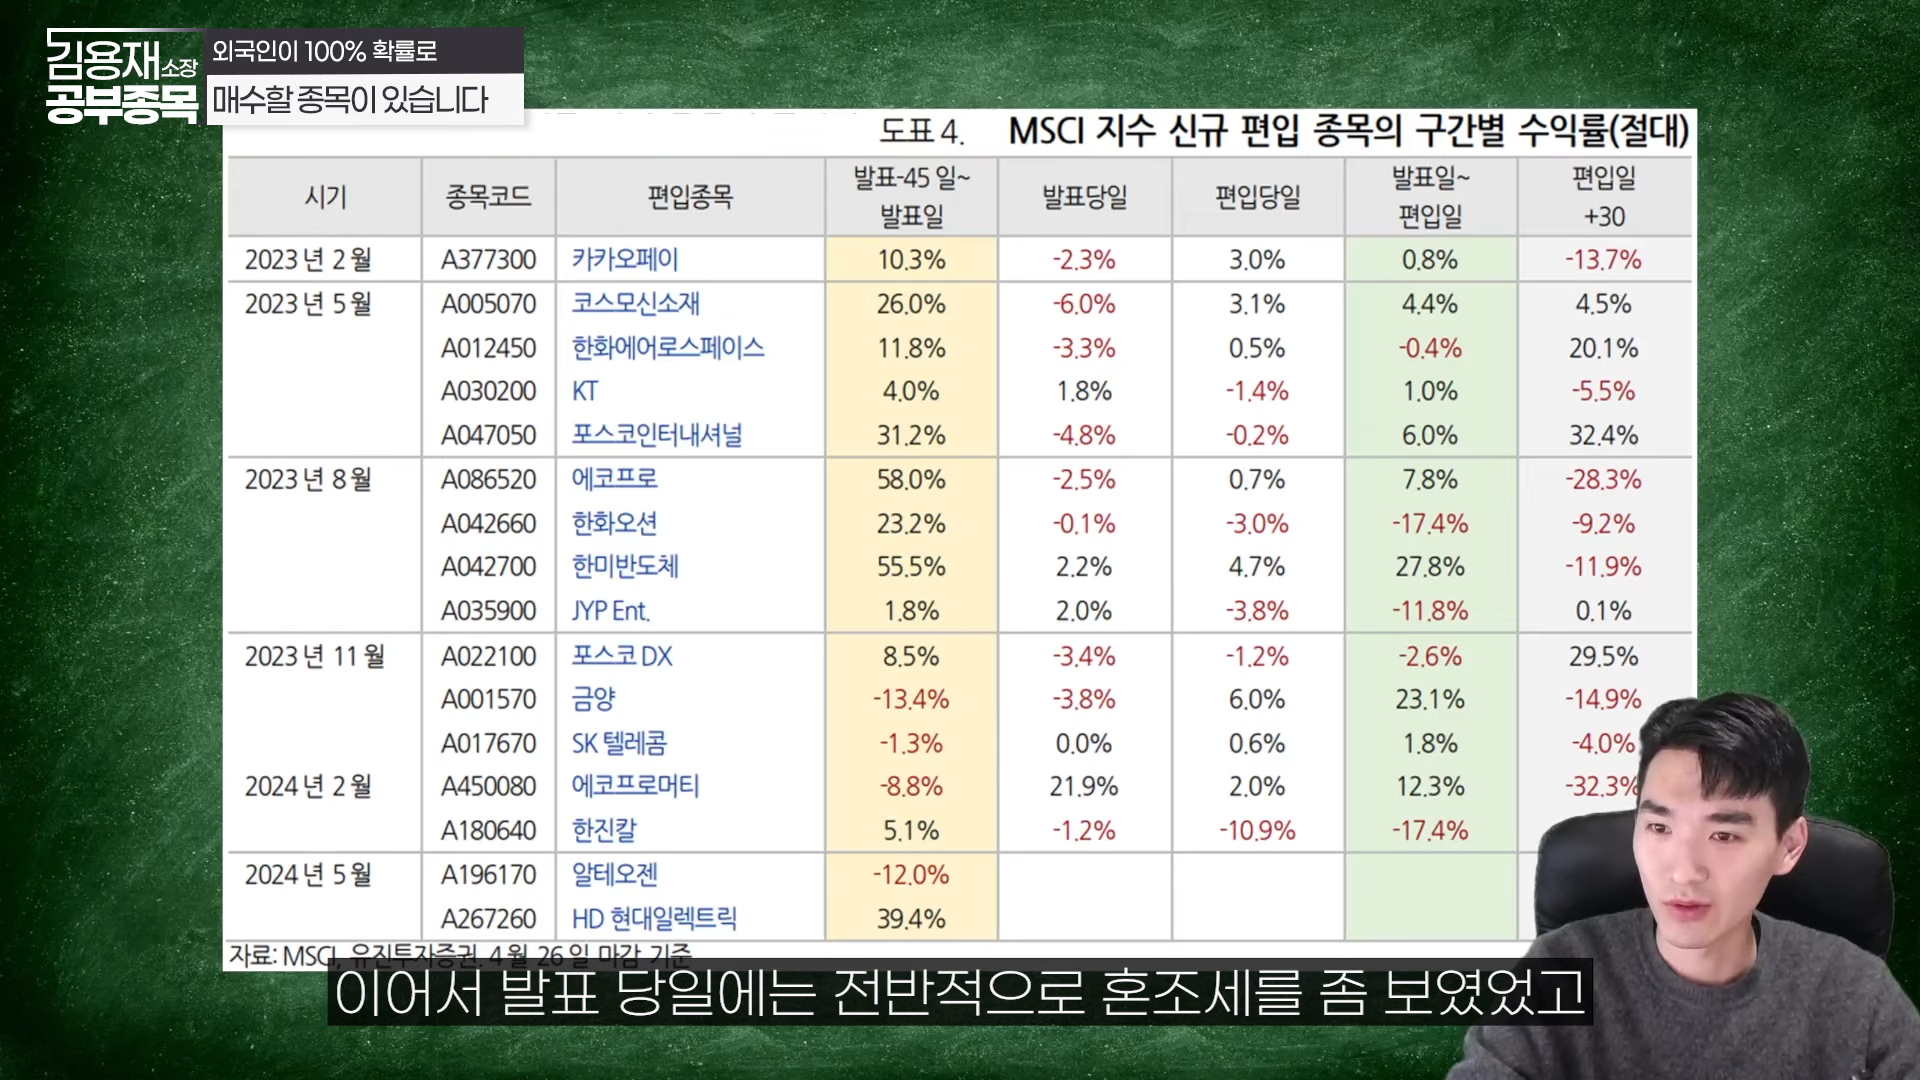 김용재 소장
공부종목
외국인이 100% 확률로
매수할 종목이 있습니다
도표 4. MSCI 지수 신규 편입 종목의 구간별 수익률(절대)
시기 종목코드 편입종목 발표-45 일~ 발표일 발표당일 편입당일 발표일~ 편입일 편입일 +30
2023 년 2 월 A377300 카카오페이 10.3% -2.3% 3.0% 0.8% -13.7%
2023 년 5 월 A005070 코스모신소재 26.0% -6.0% 3.1% 4.4% 4.5%
A012450 한화에어로스페이스 11.8% -3.3% 0.5% -0.4% 20.1%
A030200 KT 4.0% 1.8% -1.4% 1.0% -5.5%
A047050 포스코인터내셔널 31.2% -4.8% -0.2% 6.0% 32.4%
2023 년 8 월 A086520 에코프로 58.0% -2.5% 0.7% 7.8% -28.3%
A042660 한화오션 23.2% -0.1% -3.0% -17.4% -9.2%
A042700 한미반도체 55.5% 2.2% 4.7% 27.8% -11.9%
A035900 JYP Ent. 1.8% 2.0% -3.8% -11.8% 0.1%
2023 년 11 월 A022100 포스코 DX 8.5% -3.4% -1.2% -2.6% 29.5%
A001570 금양 -13.4% -3.8% 6.0% 23.1% -14.9%
A017670 SK 텔레콤 -1.3% 0.0% 0.6% 1.8% -4.0%
2024 년 2 월 A450080 에코프로머티 -8.8% 21.9% 2.0% 12.3% -32.3%
A180640 한진칼 5.1% -1.2% -10.9% -17.4%
2024 년 5 월 A196170 알테오젠 -12.0%
A267260 HD 현대일렉트릭 39.4%
자료: MSCI, 유진투자증권. 4 월 26 일 마감 기준
이어서 발표 당일에는 전반적으로 혼조세를 좀 보였었고